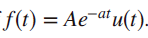 f(t) = Ae^{-at}u(t).